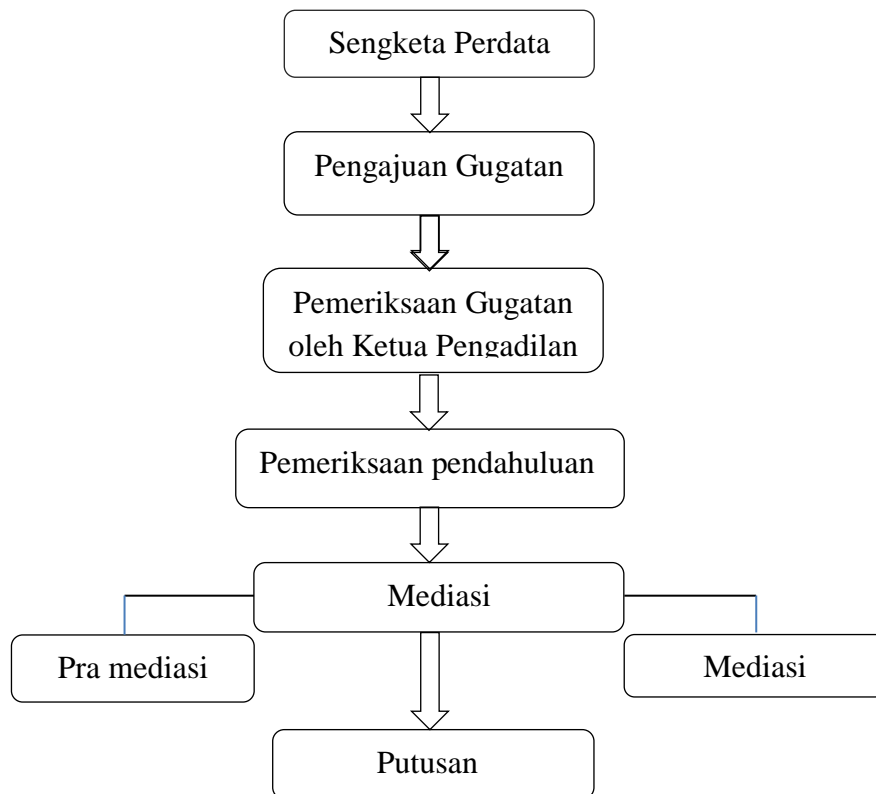 Sengketa Perdata
Pengajuan Gugatan
Pemeriksaan Gugatan
oleh Ketua Pengadilan
Pemeriksaan pendahuluan
Mediasi
Pra mediasi
Mediasi
Putusan